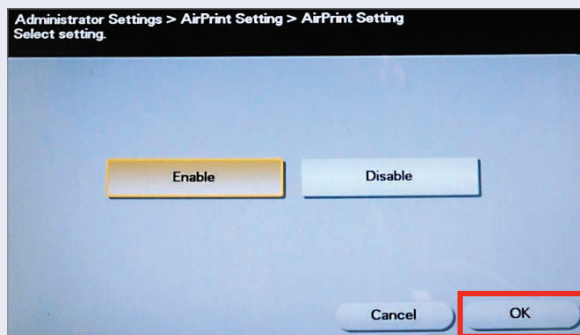 Administrator Settings > AirPrint Setting > AirPrint Setting
Select setting.
Enable
Disable
Cancel
OK